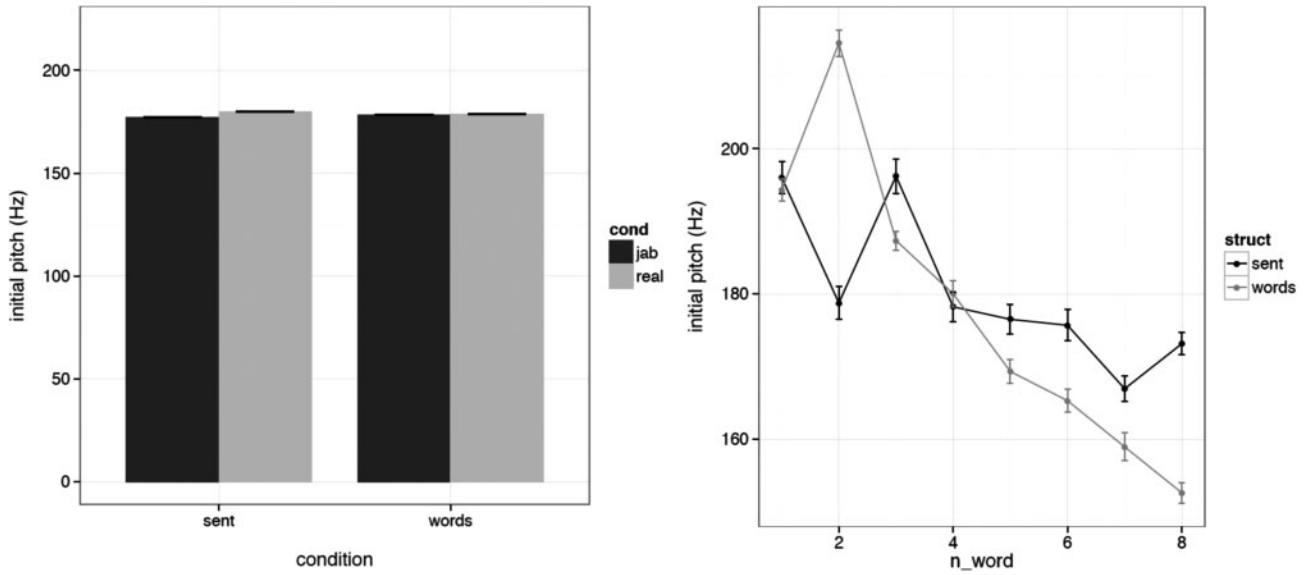 initial pitch (Hz)
200
150
100
50
0
sent
words
condition
cond
jab
real
initial pitch (Hz)
200
180
160
2
4
6
8
n_word
struct
sent
words